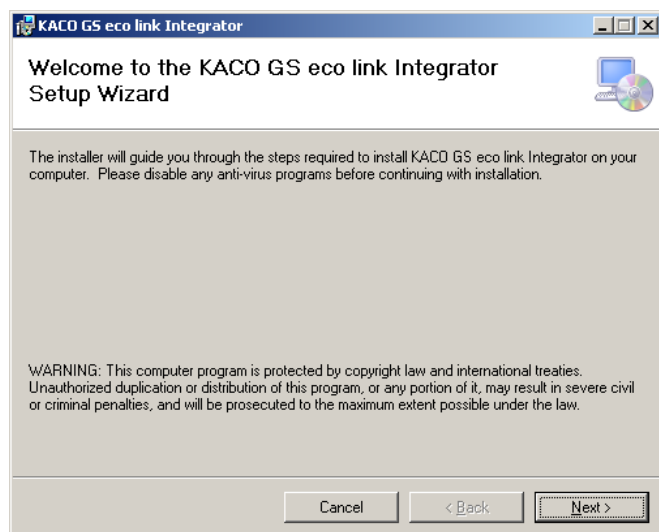 KACO GS eco link Integrator
Welcome to the KACO GS eco link Integrator
Setup Wizard
The installer will guide you through the steps required to install KACO GS eco link Integrator on your
computer.  Please disable any anti-virus programs before continuing with installation.
WARNING: This computer program is protected by copyright law and international treaties.
Unauthorized duplication or distribution of this program, or any portion of it, may result in severe civil
or criminal penalties, and will be prosecuted to the maximum extent possible under the law.
Cancel < Back Next >